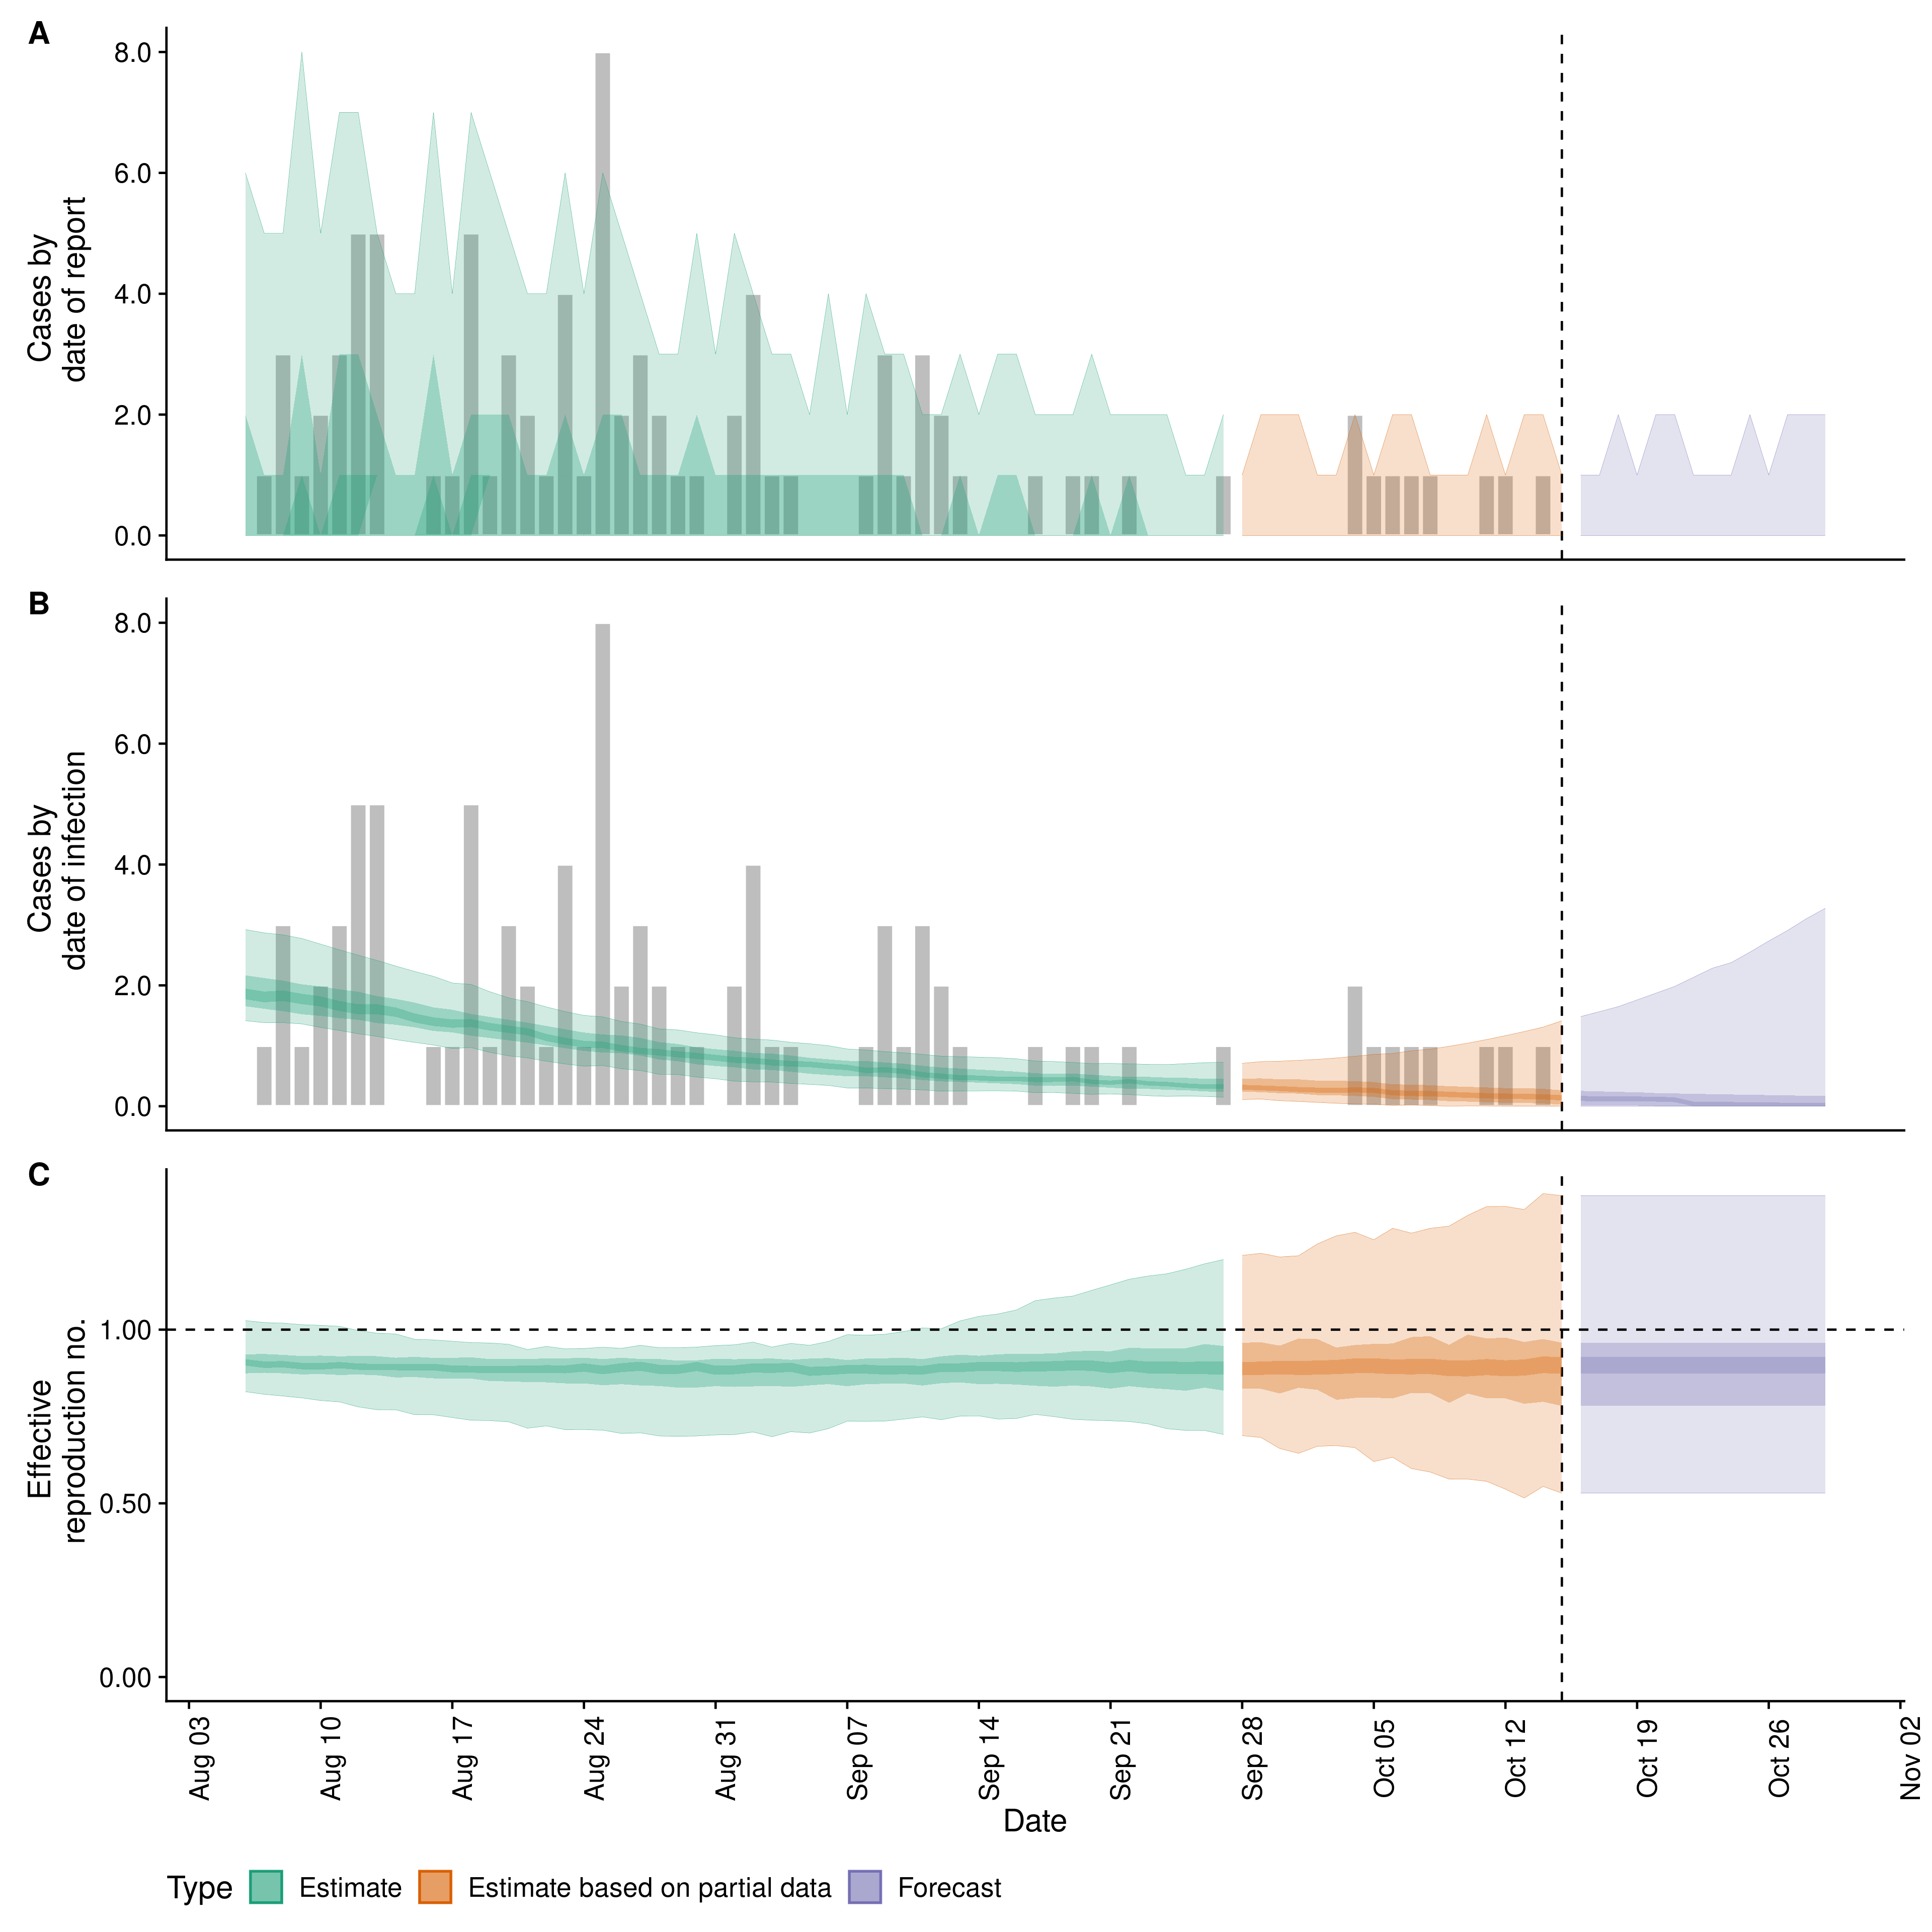 A
8.0
6.0
4.0
2.0
0.0
Cases by
date of report
B
8.0
6.0
4.0
2.0
0.0
Cases by
date of infection
C
1.00
0.50
0.00
Effective
reproduction no.
Aug 03
Aug 10
Aug 17
Aug 24
Aug 31
Sep 07
Sep 14
Sep 21
Sep 28
Oct 05
Oct 12
Oct 19
Oct 26
Nov 02
Date
Type Estimate Estimate based on partial data Forecast